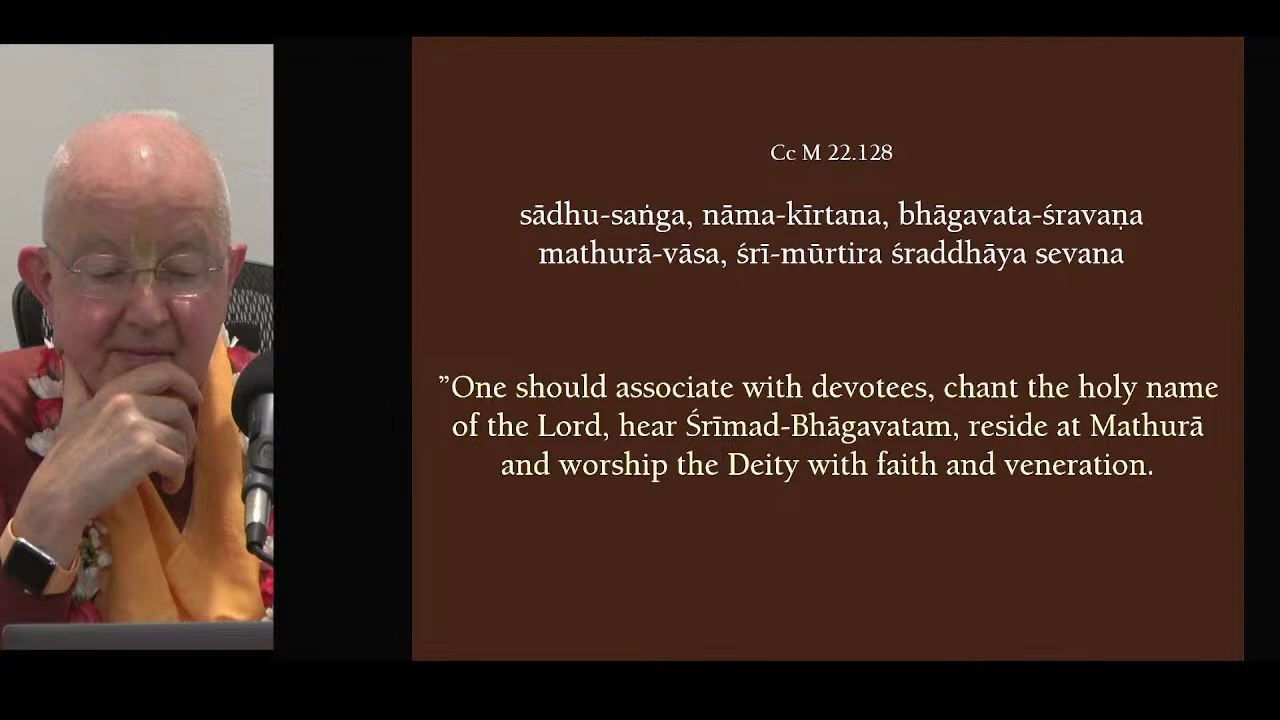 Cc M 22.128
sādhu-saṅga, nāma-kīrtana, bhāgavata-śravaṇa
mathurā-vāsa, śrī-mūrtira śraddhāya sevana
”One should associate with devotees, chant the holy name
of the Lord, hear Śrīmad-Bhāgavatam, reside at Mathurā
and worship the Deity with faith and veneration.